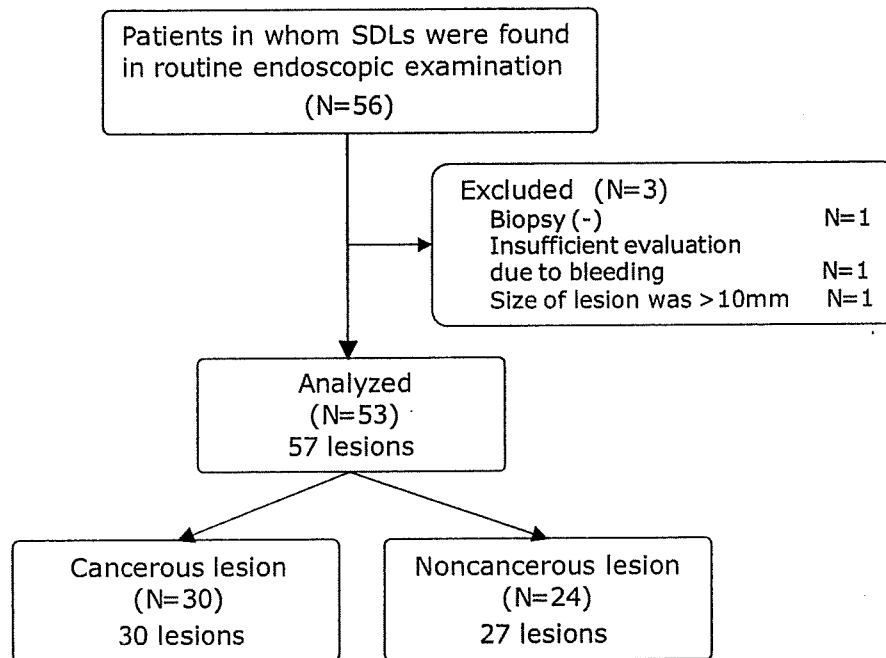 Patients in whom SDLs were found
in routine endoscopic examination
(N=56)
Excluded (N=3)
Biopsy (-) N=1
Insufficient evaluation
due to bleeding N=1
Size of lesion was >10mm N=1
Analyzed
(N=53)
57 lesions
Cancerous lesion
(N=30)
30 lesions
Noncancerous lesion
(N=24)
27 lesions